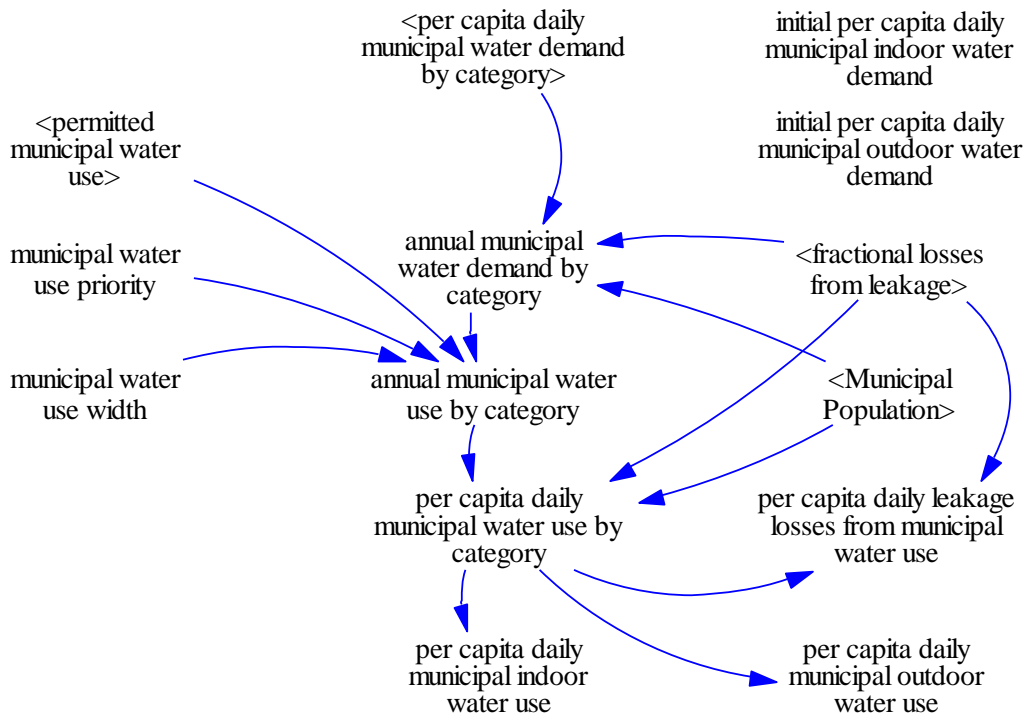 <per capita daily
municipal water demand
by category>
initial per capita daily
municipal indoor water
demand
<permitted
municipal water
use>
initial per capita daily
municipal outdoor water
demand
municipal water
use priority
annual municipal
water demand by
category
<fractional losses
from leakage>
municipal water
use width
annual municipal water
use by category
<Municipal
Population>
per capita daily
municipal water use by
category
per capita daily leakage
losses from municipal
water use
per capita daily
municipal indoor
water use
per capita daily
municipal outdoor
water use